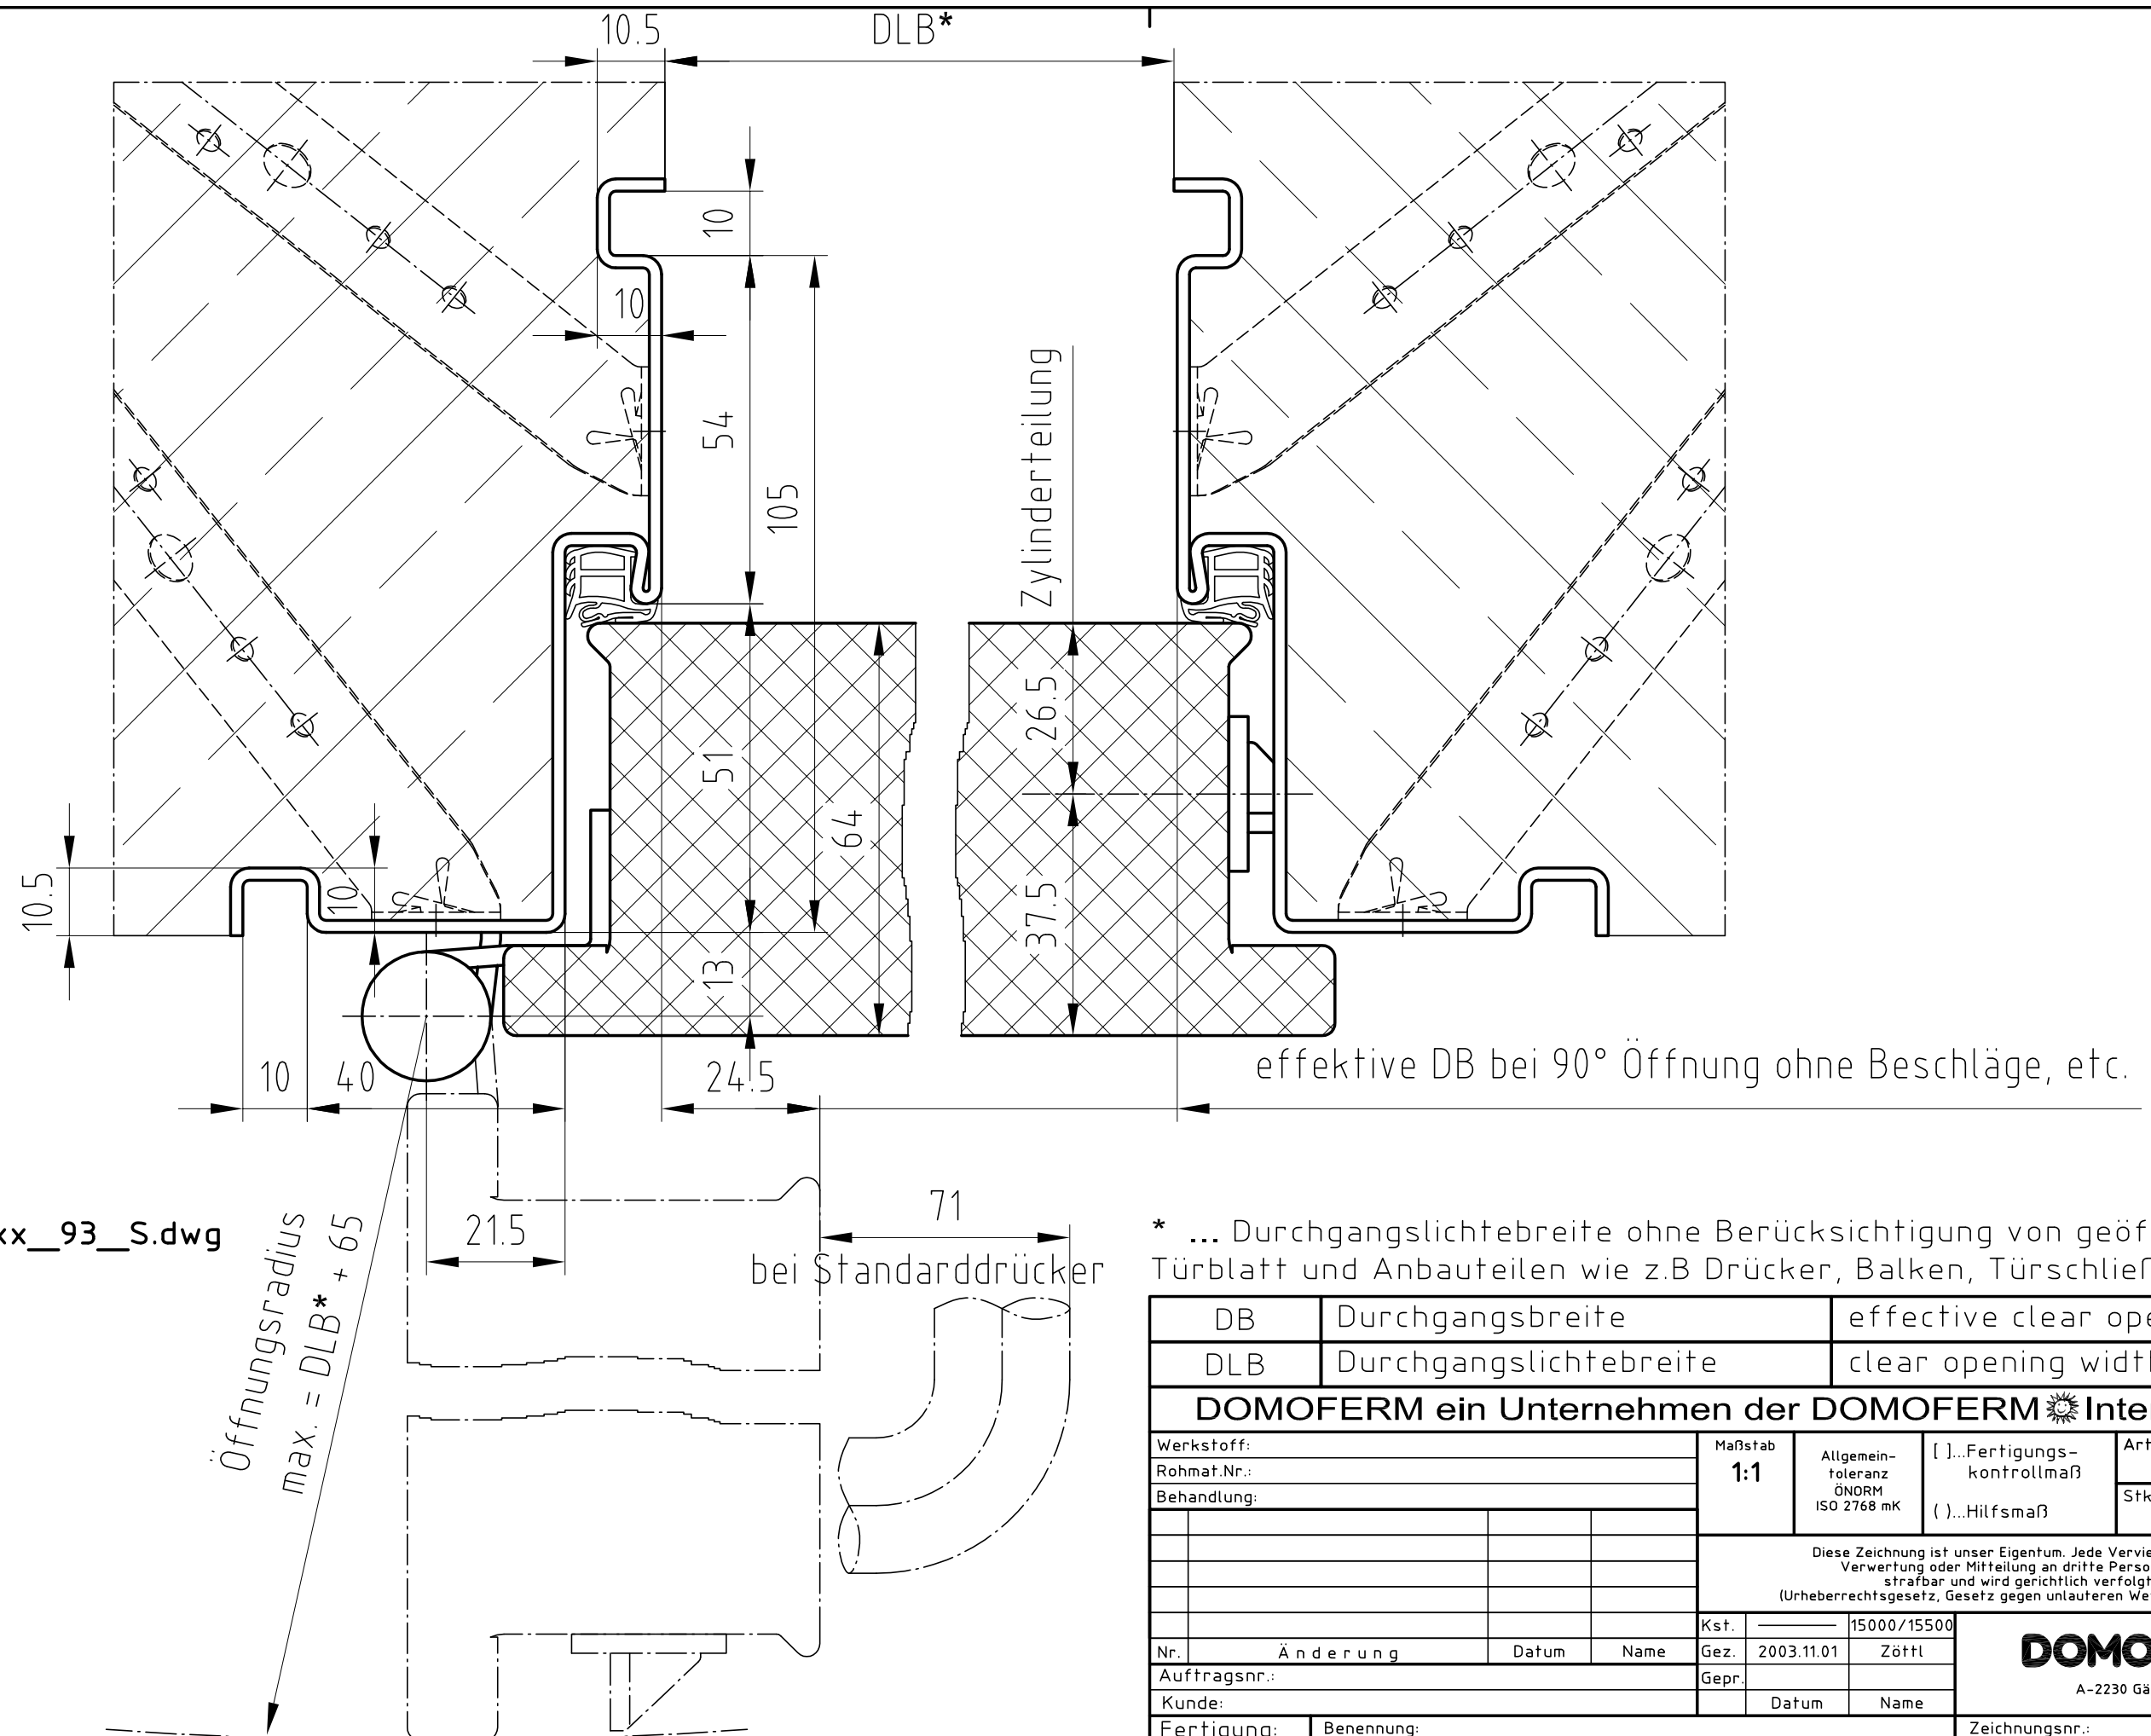 10.5
DLB*
10
10
54
105
Zylinderteilung
26.5
51
64
37.5
13
10.5
10
10
40
24.5
effektive DB bei 90° Öffnung ohne Beschläge, etc.
xx__93__S.dwg
21.5
71
bei Standarddrücker
Öffnungsradius
max. = DLB* + 65
* ... Durchgangslichtebreite ohne Berücksichtigung von geöf
Türblatt und Anbauteilen wie z.B Drücker, Balken, Türschließ
DB Durchgangsbreite effective clear ope
DLB Durchgangslichtebreite clear opening widt
DOMOFERM ein Unternehmen der DOMOFERM Inte
Werkstoff:
Rohmat.Nr.:
Behandlung:
Maßstab
1:1
Allgemein-
toleranz
ÖNORM
ISO 2768 mK
[ ]...Fertigungs-
kontrollmaß
( )...Hilfsmaß
Art
Stk
Diese Zeichnung ist unser Eigentum. Jede Vervie
Verwertung oder Mitteilung an dritte Perso
strafbar und wird gerichtlich verfolgt
(Urheberrechtsgesetz, Gesetz gegen unlauteren We
Kst. 15000/15500
Nr. Änderung Datum Name Gez. 2003.11.01 Zöttl
Auftragsnr.: Gepr.
Kunde: Datum Name
DOMO
A-2230 Gä
Fertigung: Benennung: Zeichnungsnr.: